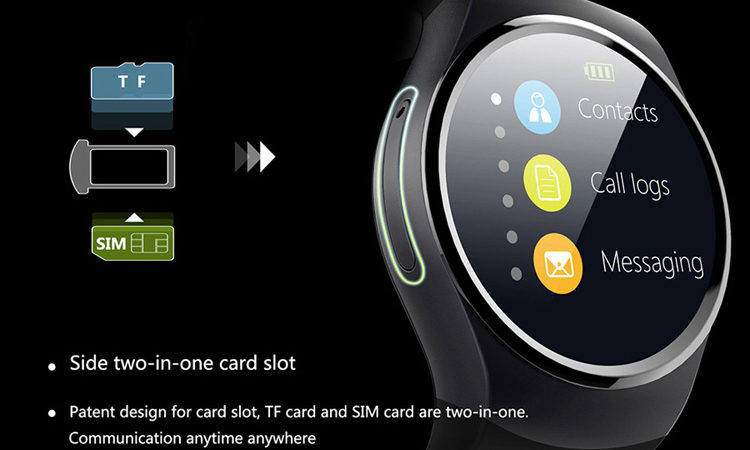 TF
SIM
Contacts
Call logs
Messaging
Side two-in-one card slot
Patent design for card slot, TF card and SIM card are two-in-one.
Communication anytime anywhere